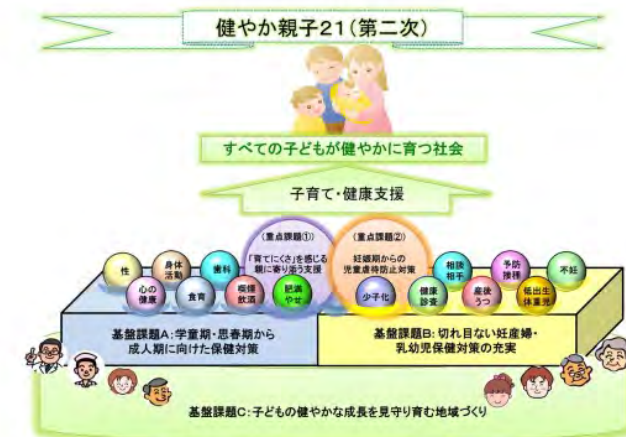 健やか親子21(第二次)
すべての子どもが健やかに育つ社会
子育て・健康支援
(重点課題①)
「育てにくさ」を感じる
親に寄り添う支援
(重点課題②)
妊娠期からの
児童虐待防止対策
性
身体
活動
歯科
心の
健康
食育
喫煙
飲酒
肥満
やせ
少子化
相談
相手
予防
接種
不妊
健康
診査
産後
うつ
低出生
体重児
基盤課題A:学童期・思春期から
成人期に向けた保健対策
基盤課題B:切れ目ない妊産婦・
乳幼児保健対策の充実
基盤課題C:子どもの健やかな成長を見守り育む地域づくり